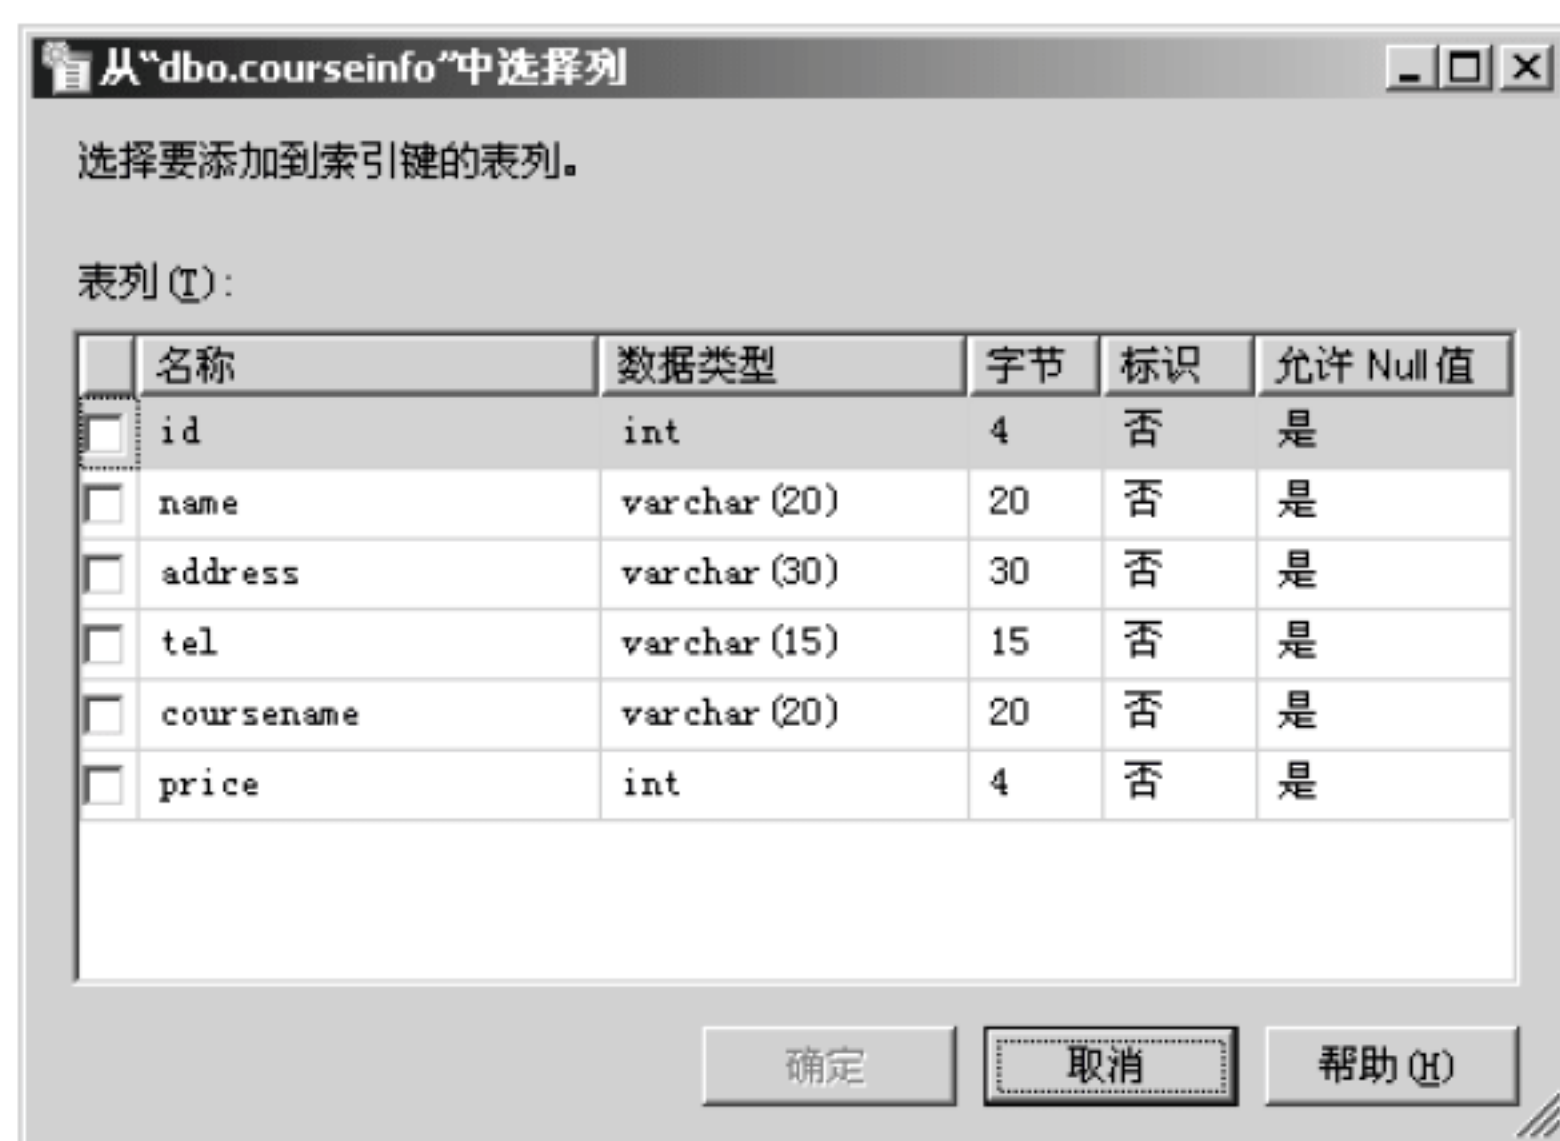 从“dbo.courseinfo”中选择列
选择要添加到索引键的表列。
表列(T):
名称 数据类型 字节 标识 允许 Null 值
id int 4 否 是
name varchar(20) 20 否 是
address varchar(30) 30 否 是
tel varchar(15) 15 否 是
coursename varchar(20) 20 否 是
price int 4 否 是
确定 取消 帮助(H)